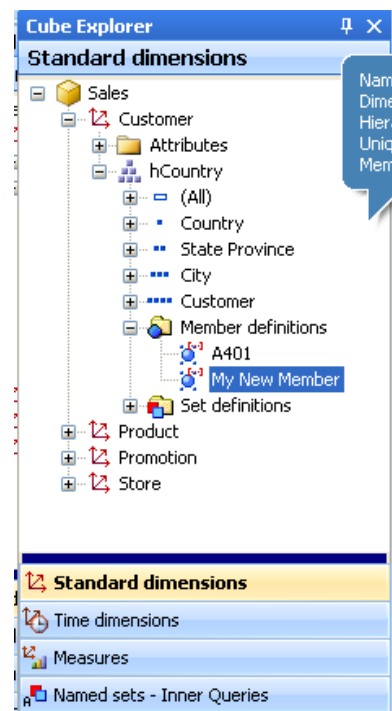 Cube Explorer
Standard dimensions
Sales
Customer
Attributes
hCountry
(All)
Country
State Province
City
Customer
Member definitions
A401
My New Member
Set definitions
Product
Promotion
Store
Nam
Dime
Hiera
Uniq
Mem
Standard dimensions
Time dimensions
Measures
Named sets - Inner Queries